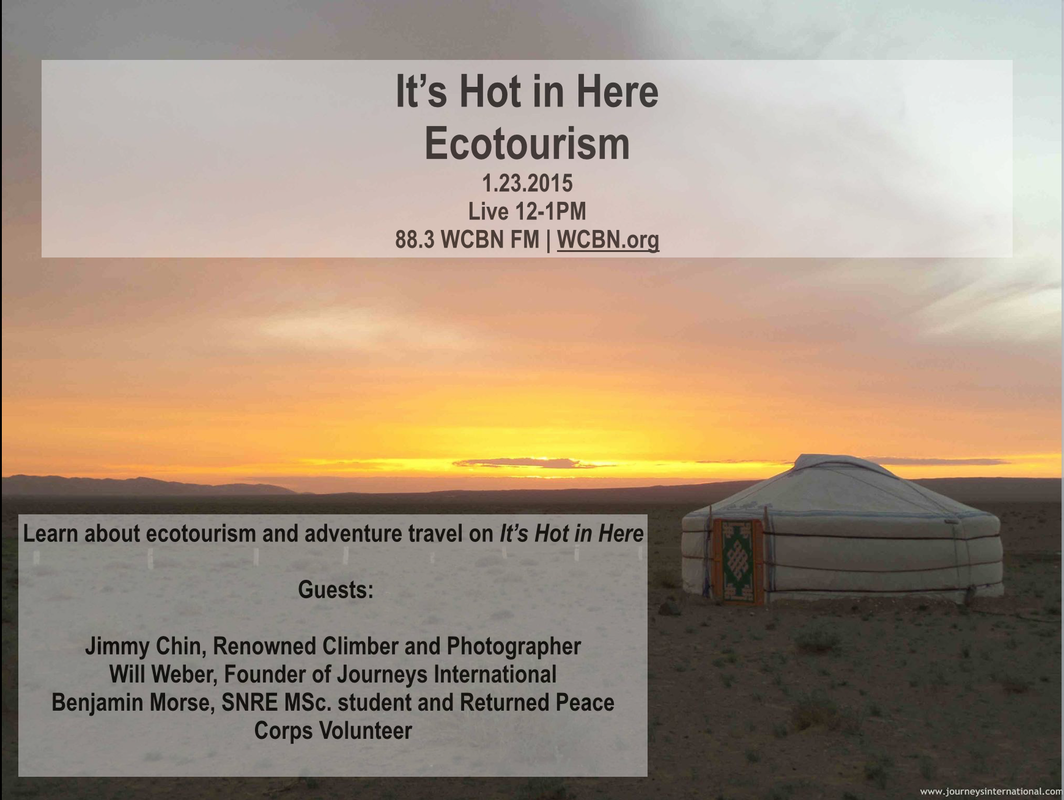 It's Hot in Here
Ecotourism
1.23.2015
Live 12-1PM
88.3 WCBN FM | WCBN.org
Learn about ecotourism and adventure travel on It's Hot in Here
Guests:
Jimmy Chin, Renowned Climber and Photographer
Will Weber, Founder of Journeys International
Benjamin Morse, SNRE MSc. student and Returned Peace
Corps Volunteer
www.journeysinternational.com